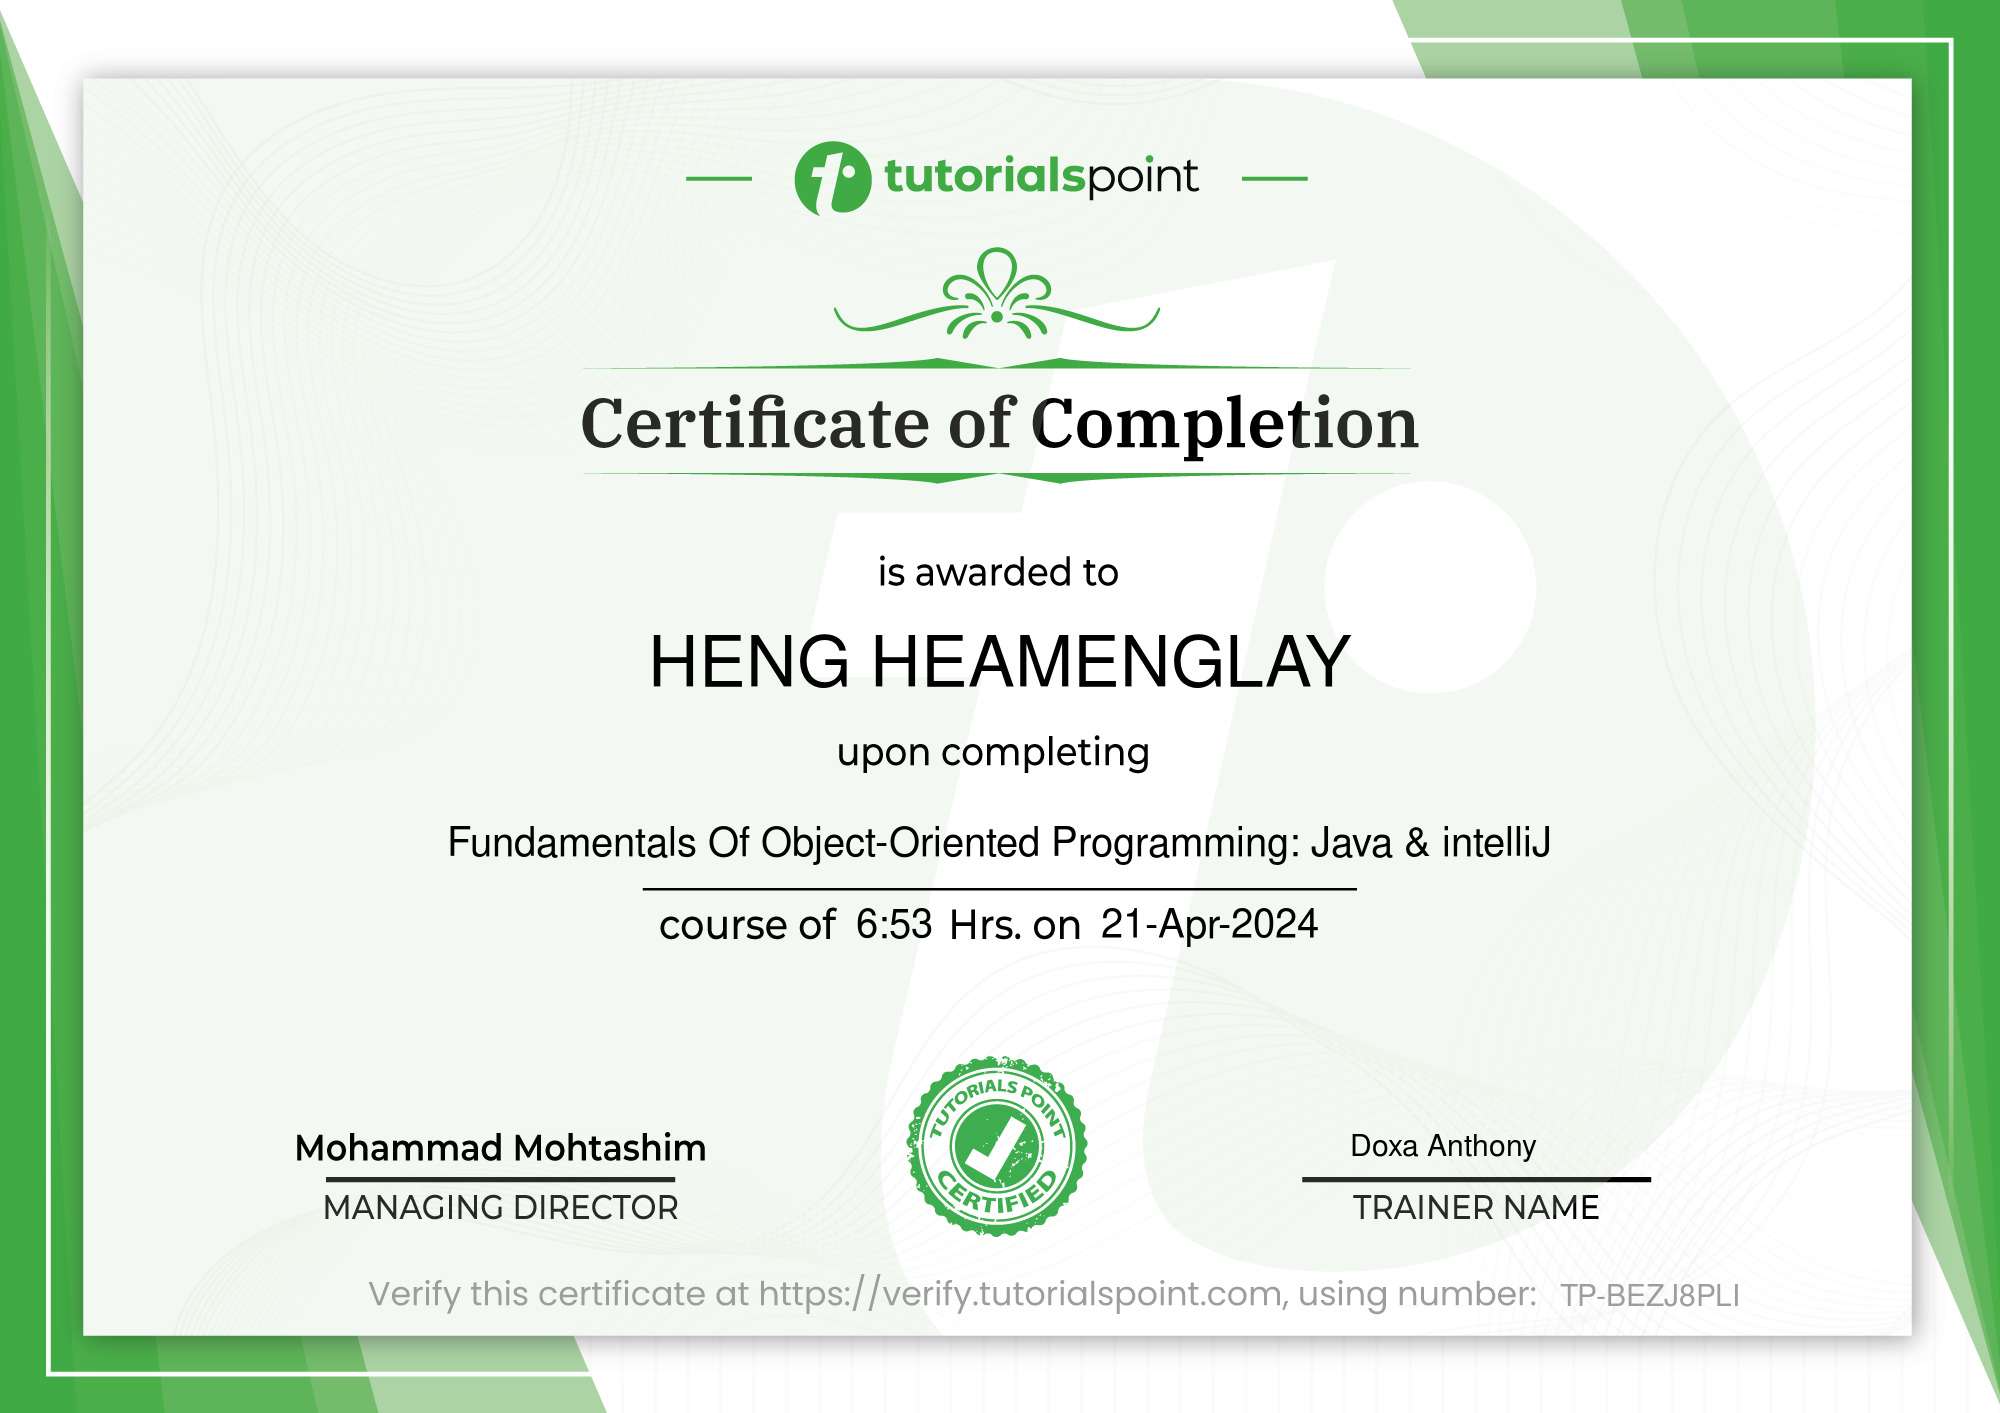 tutorialspoint
Certificate of Completion
is awarded to
HENG HEAMENGLAY
upon completing
Fundamentals Of Object-Oriented Programming: Java & intelliJ
course of 6:53 Hrs. on 21-Apr-2024
TUTORIALS POINT
CERTIFIED
Mohammad Mohtashim
MANAGING DIRECTOR
Doxa Anthony
TRAINER NAME
Verify this certificate at https://verify.tutorialspoint.com, using number: TP-BEZJ8PLI